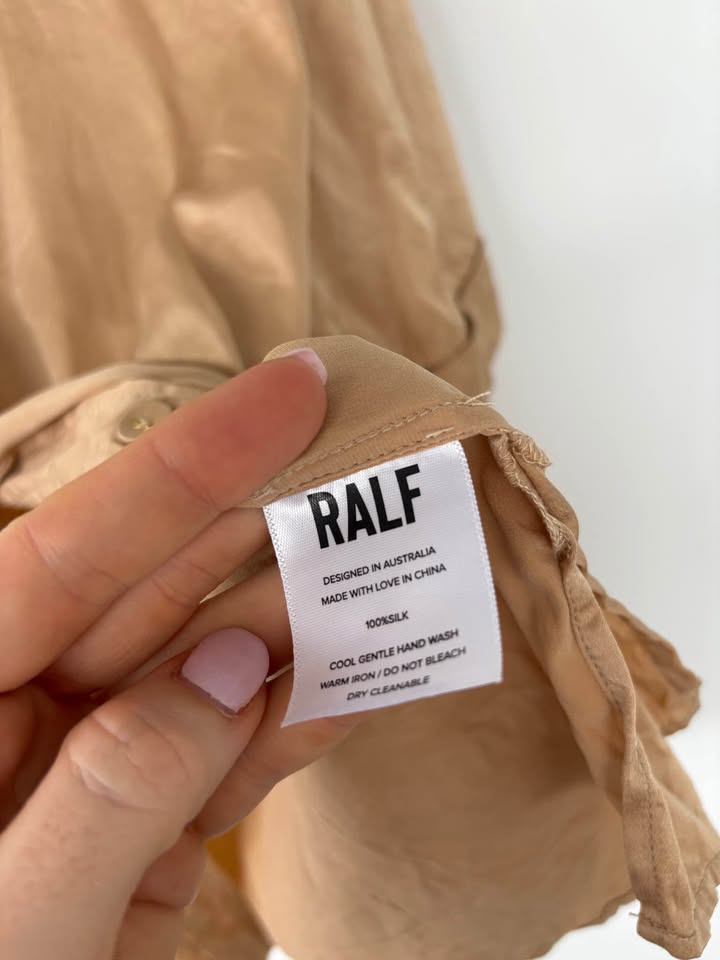 RALF
DESIGNED IN AUSTRALIA
MADE WITH LOVE IN CHINA
100%SILK
COOL GENTLE HAND WASH
WARM IRON / DO NOT BLEACH
DRY CLEANABLE